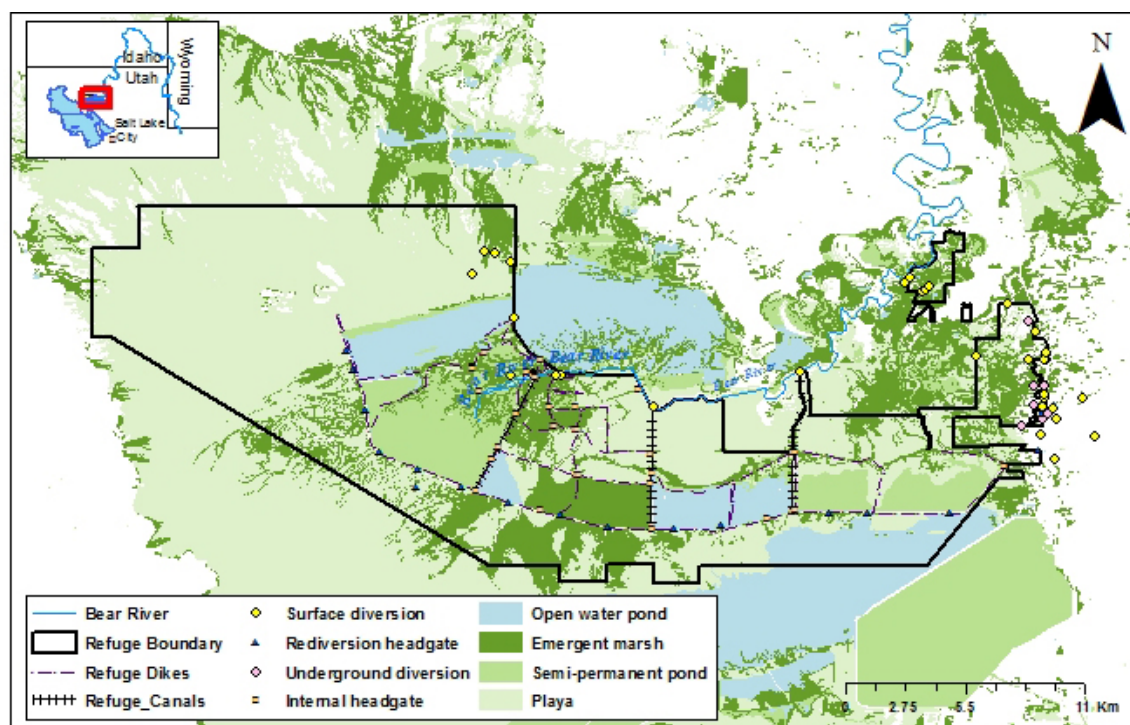 Idaho
Utah
Wyoming
Salt Lake
City
N
Bear River
Bear River
Bear River
Bear River
Surface diversion
Open water pond
Refuge Boundary
Rediversion headgate
Emergent marsh
Refuge Dikes
Underground diversion
Semi-permanent pond
Refuge_Canals
Internal headgate
Playa
0 2.75 5.5 11 Km